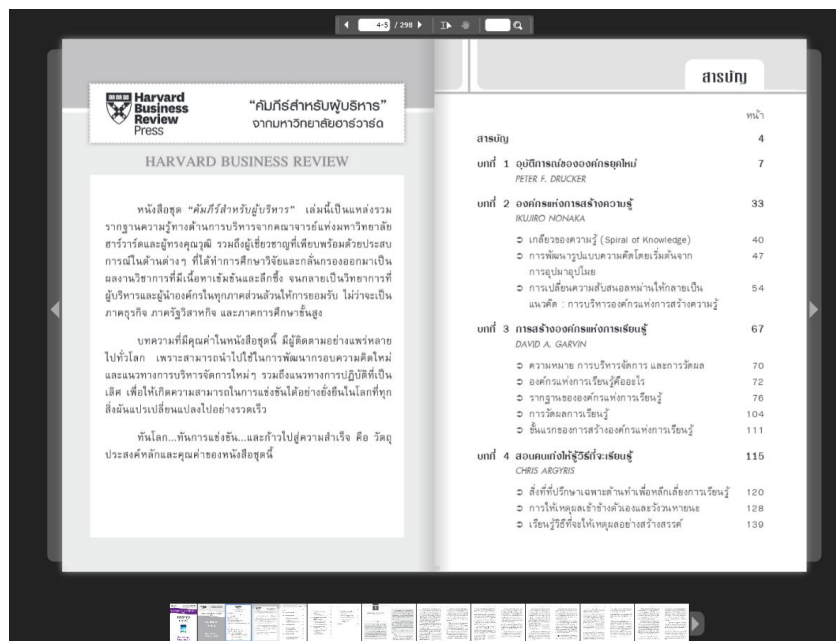 4-5 / 298
Harvard
Business
Review
Press
"คัมภีร์สำหรับผู้บริหาร"
จากมหาวิทยาลัยฮาร์วาร์ด
HARVARD BUSINESS REVIEW
หนังสือชุด "คัมภีร์สำหรับผู้บริหาร" เล่มนี้เป็นแหล่งรวม
รากฐานความรู้ทางด้านการบริหารจากคณาจารย์แห่งมหาวิทยาลัย
ฮาร์วาร์ดและผู้ทรงคุณวุฒิ รวมถึงผู้เชี่ยวชาญที่เพียบพร้อมด้วยประสบ
การณ์ในด้านต่างๆ ที่ได้ทำการศึกษาวิจัยและกลั่นกรองออกมาเป็น
ผลงานวิชาการที่มีเนื้อหาเข้มข้นและลึกซึ้ง จนกลายเป็นวิทยาการที่
ผู้บริหารและผู้นำองค์กรในทุกภาคส่วนล้วนให้การยอมรับ ไม่ว่าจะเป็น
ภาคธุรกิจ ภาครัฐวิสาหกิจ และภาคการศึกษาชั้นสูง
บทความที่มีคุณค่าในหนังสือชุดนี้ มีผู้ติดตามอย่างแพร่หลาย
ไปทั่วโลก เพราะสามารถนำไปใช้ในการพัฒนากรอบความคิดใหม่
และแนวทางการบริหารจัดการใหม่ๆ รวมถึงแนวทางการปฏิบัติที่เป็น
เลิศ เพื่อให้เกิดความสามารถในการแข่งขันได้อย่างยั่งยืนในโลกที่ทุก
สิ่งผันแปรเปลี่ยนแปลงไปอย่างรวดเร็ว
ทันโลก...ทันการแข่งขัน...และก้าวไปสู่ความสำเร็จ คือ วัตถุ
ประสงค์หลักและคุณค่าของหนังสือชุดนี้
สารบัญ
หน้า
สารบัญ 4
บทที่ 1 อุบัติการณ์ขององค์กรยุคใหม่ 7
PETER F. DRUCKER
บทที่ 2 องค์กรแห่งการสร้างความรู้ 33
IKUJIRO NONAKA
เกลียวของความรู้ (Spiral of Knowledge) 40
การพัฒนารูปแบบความคิดโดยเริ่มต้นจาก 47
การอุปมาอุปไมย
การเปลี่ยนความสับสนอลหม่านให้กลายเป็น 54
แนวคิด : การบริหารองค์กรแห่งการสร้างความรู้
บทที่ 3 การสร้างองค์กรแห่งการเรียนรู้ 67
DAVID A. GARVIN
ความหมาย การบริหารจัดการ และการวัดผล 70
องค์กรแห่งการเรียนรู้คืออะไร 72
รากฐานขององค์กรแห่งการเรียนรู้ 76
การวัดผลการเรียนรู้ 104
ขั้นแรกของการสร้างองค์กรแห่งการเรียนรู้ 111
บทที่ 4 สอนคนเก่งให้รู้วิธีที่จะเรียนรู้ 115
CHRIS ARGYRIS
สิ่งที่ที่ปรึกษาเฉพาะด้านทำเพื่อหลีกเลี่ยงการเรียนรู้ 120
การให้เหตุผลเข้าข้างตัวเองและวังวนหายนะ 128
เรียนรู้วิธีที่จะให้เหตุผลอย่างสร้างสรรค์ 139